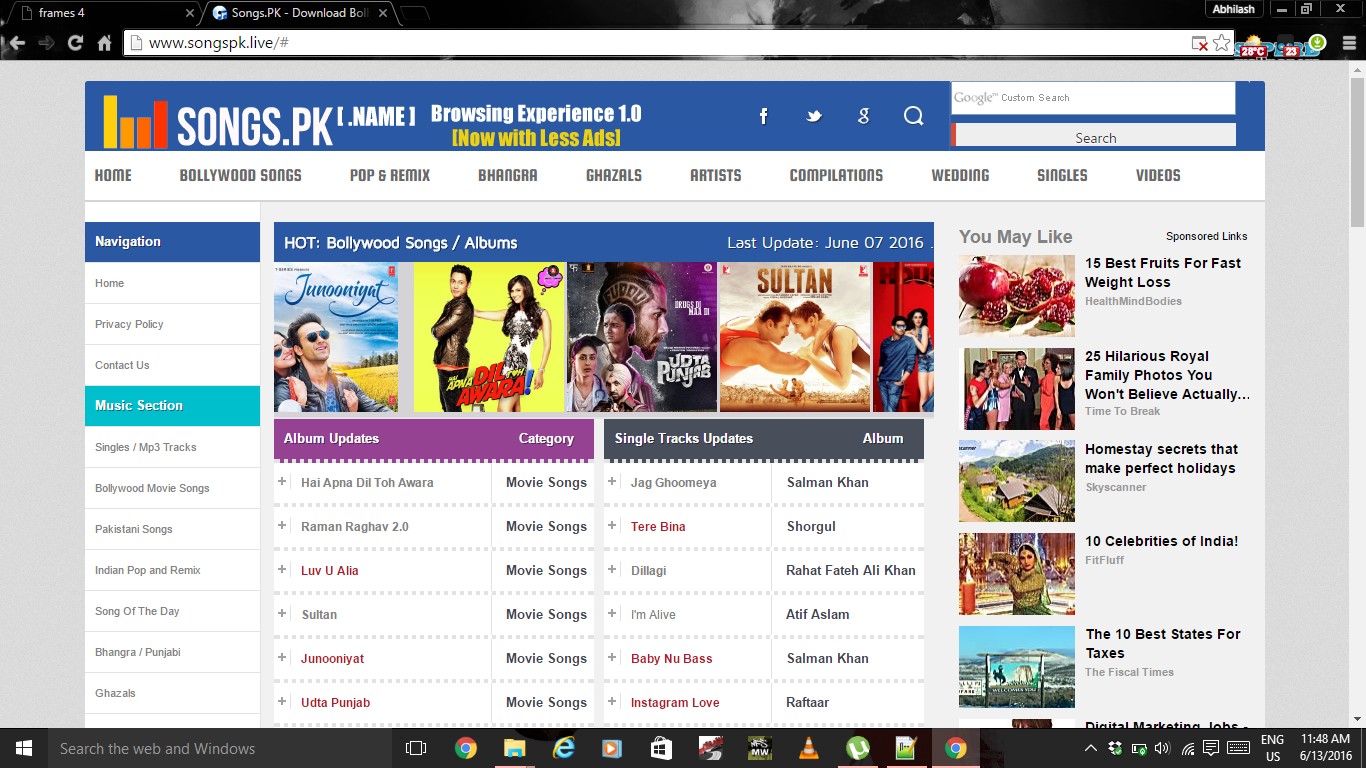 frames 4
Songs.PK - Download Boll
Abhilash
www.songspk.live/#
28°C
23
SONGS.PK [ .NAME ]
Browsing Experience 1.0
[Now with Less Ads]
Google™ Custom Search
Search
HOME BOLLYWOOD SONGS POP & REMIX BHANGRA GHAZALS ARTISTS COMPILATIONS WEDDING SINGLES VIDEOS
Navigation
Home
Privacy Policy
Contact Us
Music Section
Singles / Mp3 Tracks
Bollywood Movie Songs
Pakistani Songs
Indian Pop and Remix
Song Of The Day
Bhangra / Punjabi
Ghazals
HOT: Bollywood Songs / Albums Last Update: June 07 2016 .
Junooniyat
HAI APNA DIL TOH AWARA!
DRUGS DI MAA DI
UDTA PUNJAB
SULTAN
Album Updates Category
Hai Apna Dil Toh Awara Movie Songs
Raman Raghav 2.0 Movie Songs
Luv U Alia Movie Songs
Sultan Movie Songs
Junooniyat Movie Songs
Udta Punjab Movie Songs
Single Tracks Updates Album
Jag Ghoomeya Salman Khan
Tere Bina Shorgul
Dillagi Rahat Fateh Ali Khan
I'm Alive Atif Aslam
Baby Nu Bass Salman Khan
Instagram Love Raftaar
You May Like Sponsored Links
15 Best Fruits For Fast
Weight Loss
HealthMindBodies
25 Hilarious Royal
Family Photos You
Won't Believe Actually...
Time To Break
Homestay secrets that
make perfect holidays
Skyscanner
10 Celebrities of India!
FitFluff
The 10 Best States For
Taxes
The Fiscal Times
Digital Marketing Jobs -
Search the web and Windows
MW
ENG
US
11:48 AM
6/13/2016